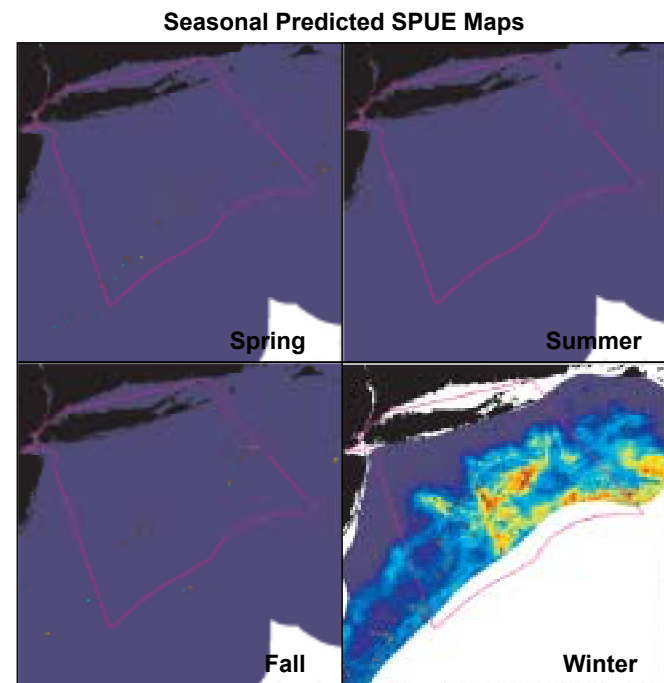 Seasonal Predicted SPUE Maps
Spring
Summer
Fall
Winter